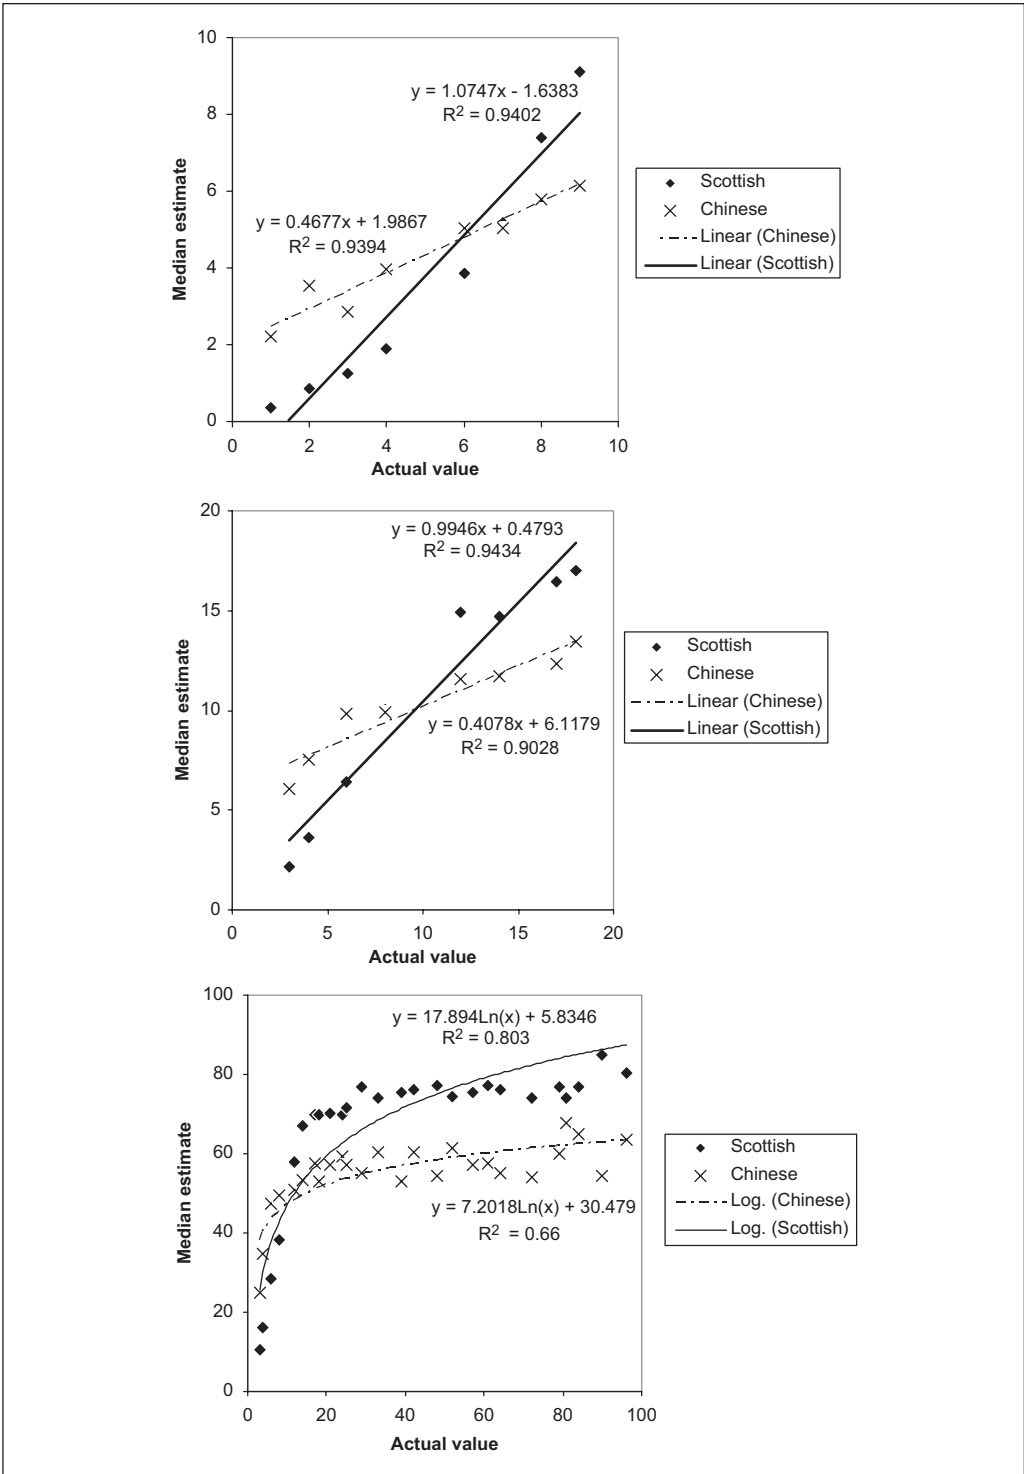 10
y = 1.0747x - 1.6383
R2 = 0.9402
8
6
y = 0.4677x + 1.9867
R2 = 0.9394
4
2
0
Median estimate
0 2 4 6 8 10
Actual value
Scottish
Chinese
Linear (Chinese)
Linear (Scottish)
20
y = 0.9946x + 0.4793
R2 = 0.9434
15
10
y = 0.4078x + 6.1179
R2 = 0.9028
5
0
Median estimate
0 5 10 15 20
Actual value
Scottish
Chinese
Linear (Chinese)
Linear (Scottish)
100
y = 17.894Ln(x) + 5.8346
R2 = 0.803
80
60
y = 7.2018Ln(x) + 30.479
R2 = 0.66
40
20
0
Median estimate
0 20 40 60 80 100
Actual value
Scottish
Chinese
Log. (Chinese)
Log. (Scottish)